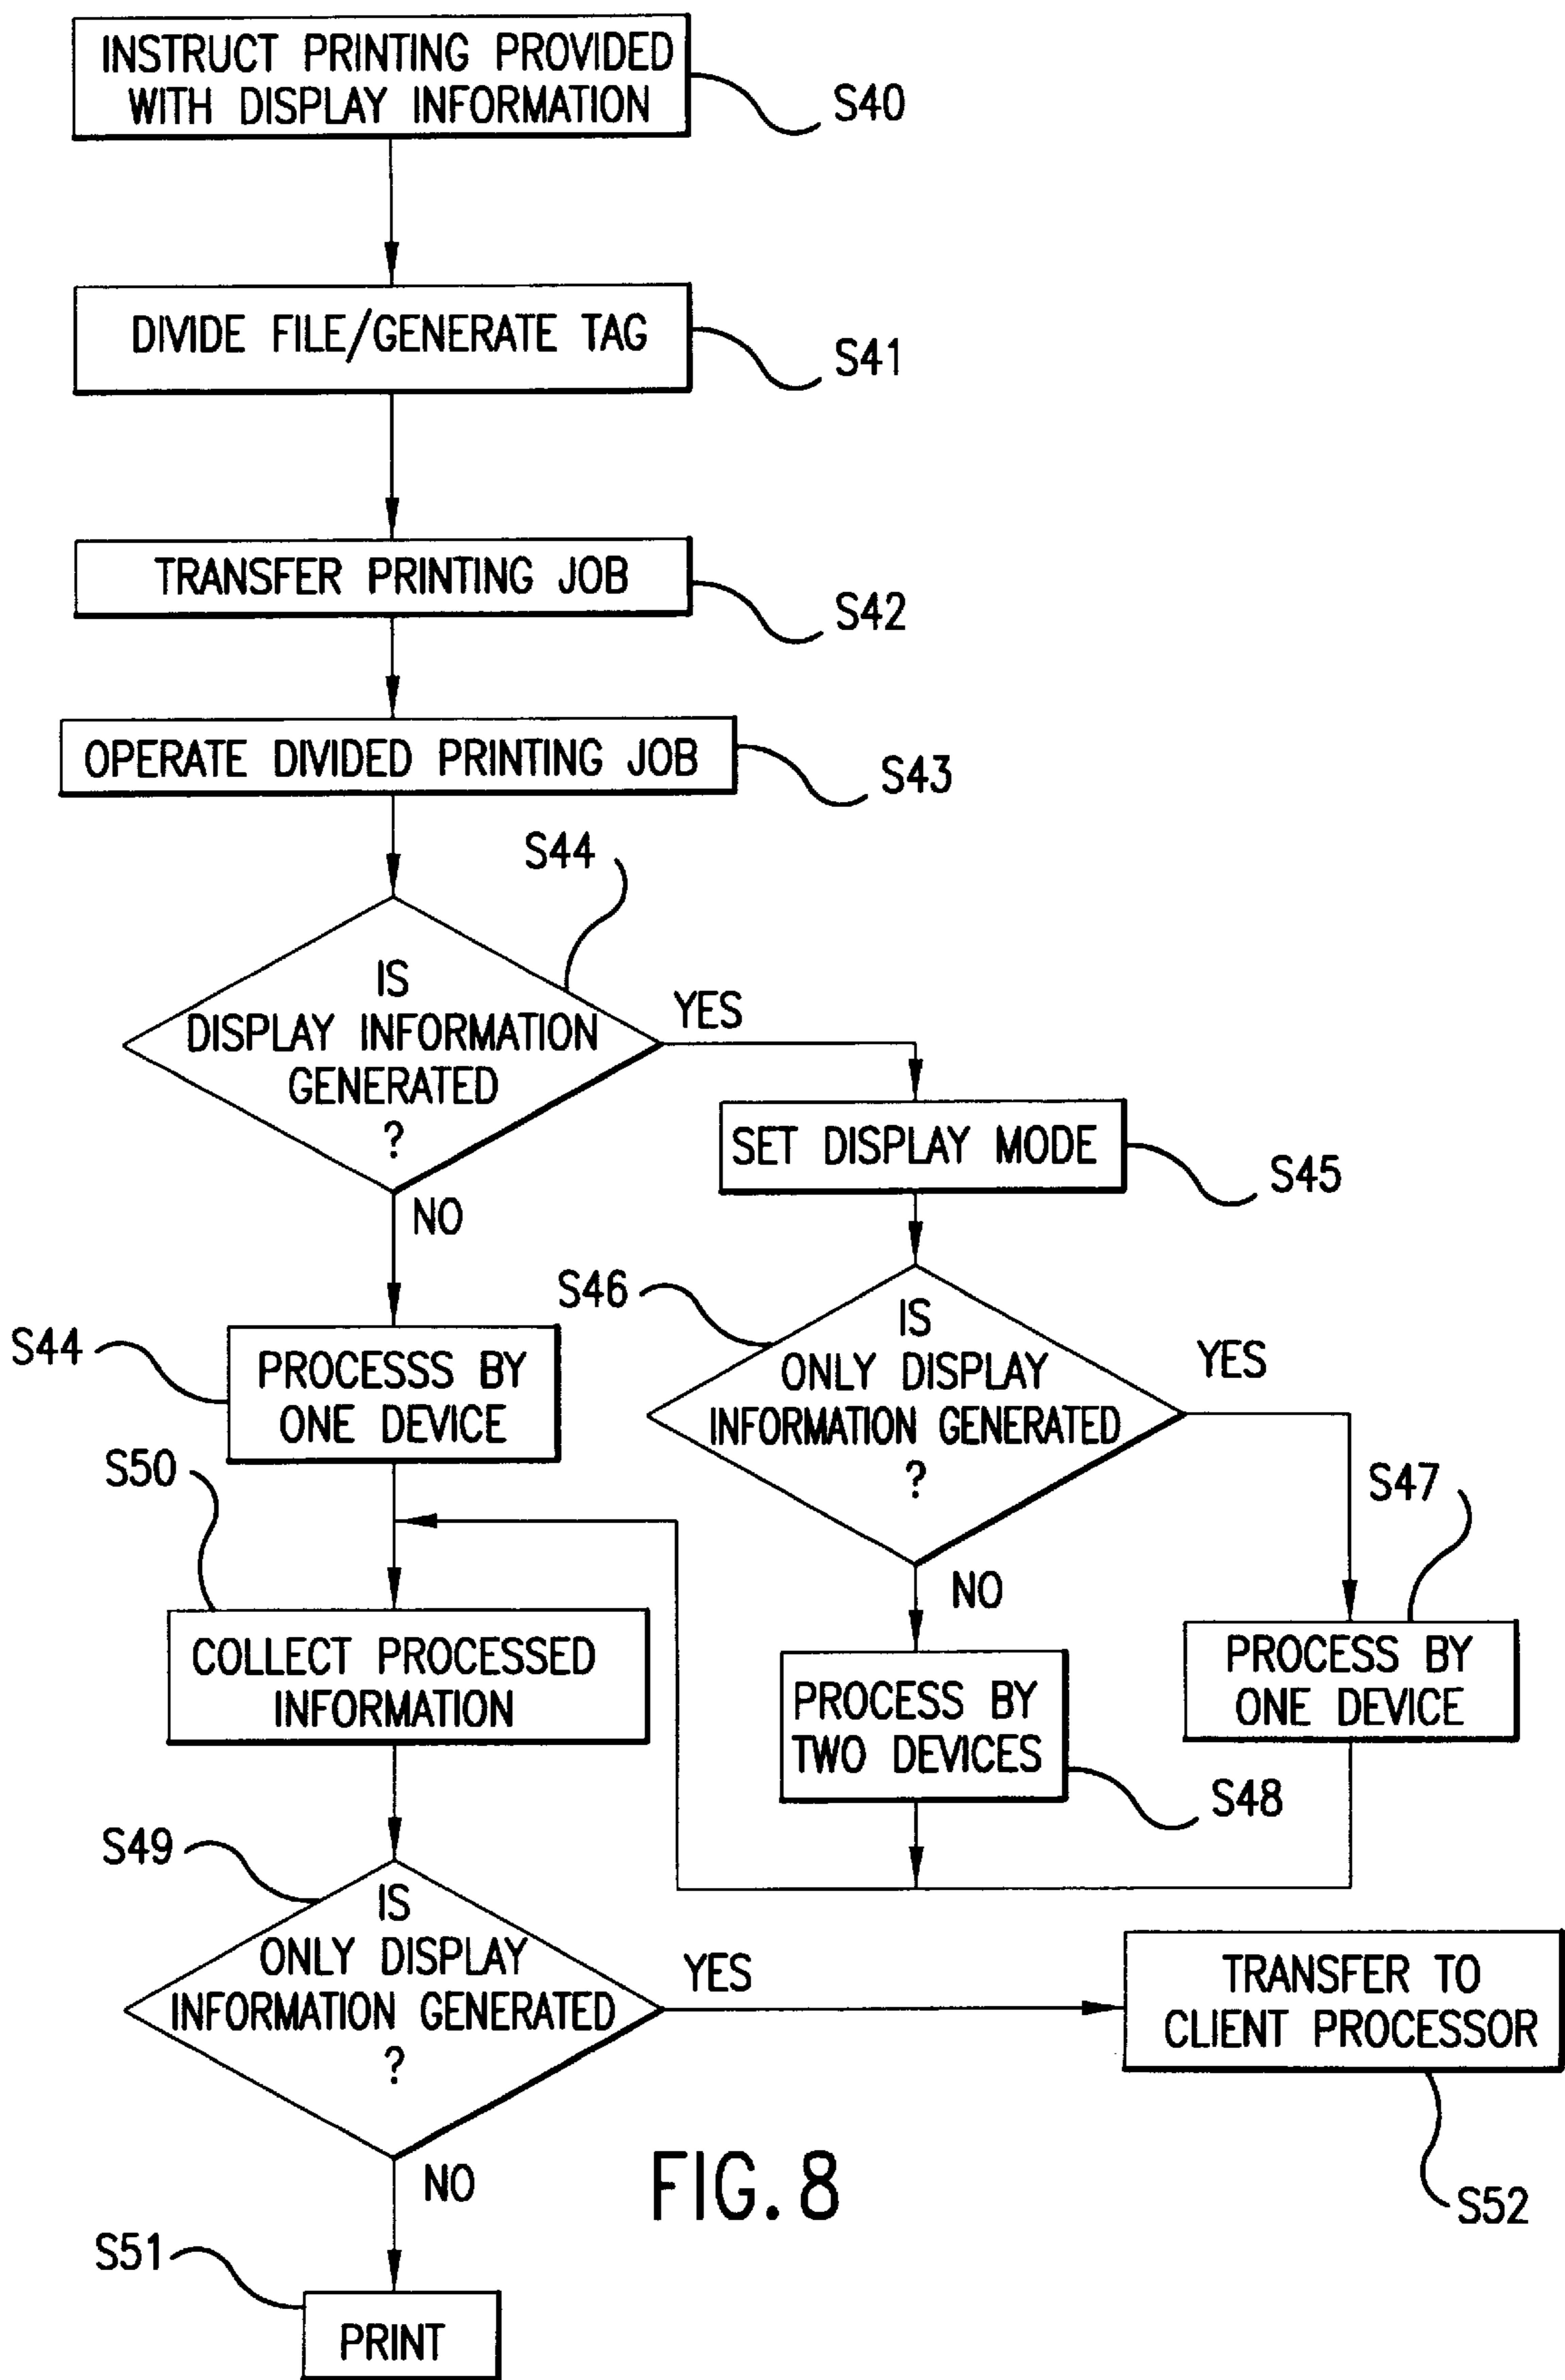 INSTRUCT PRINTING PROVIDED
WITH DISPLAY INFORMATION
S40
DIVIDE FILE/GENERATE TAG
S41
TRANSFER PRINTING JOB
S42
OPERATE DIVIDED PRINTING JOB
S43
S44
IS
DISPLAY INFORMATION
GENERATED
?
YES
NO
SET DISPLAY MODE
S45
S46
IS
ONLY DISPLAY
INFORMATION GENERATED
?
YES
NO
S44
PROCESSS BY
ONE DEVICE
S47
PROCESS BY
ONE DEVICE
PROCESS BY
TWO DEVICES
S48
S50
COLLECT PROCESSED
INFORMATION
S49
IS
ONLY DISPLAY
INFORMATION GENERATED
?
YES
NO
TRANSFER TO
CLIENT PROCESSOR
S52
S51
PRINT
FIG. 8